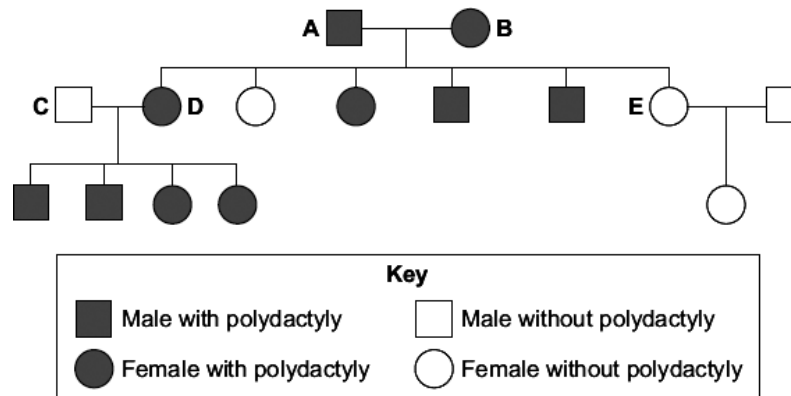 A B
C D E
Key
Male with polydactyly Male without polydactyly
Female with polydactyly Female without polydactyly